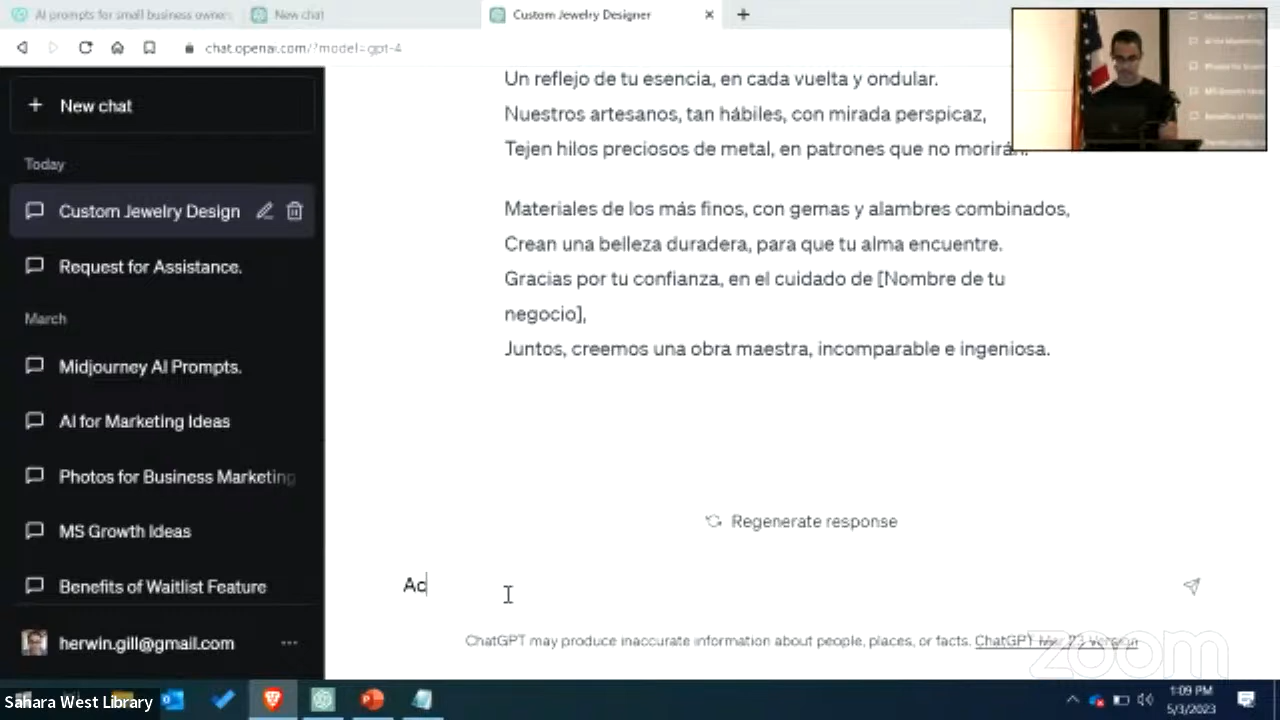 AI prompts for small business owner
New chat
Custom Jewelry Designer
chat.openai.com/?model=gpt-4
New chat
Today
Custom Jewelry Design
Request for Assistance.
March
Midjourney AI Prompts.
AI for Marketing Ideas
Photos for Business Marketing
MS Growth Ideas
Benefits of Waitlist Feature
herwin.gill@gmail.com
Un reflejo de tu esencia, en cada vuelta y ondular.
Nuestros artesanos, tan hábiles, con mirada perspicaz,
Tejen hilos preciosos de metal, en patrones que no morirán.
Materiales de los más finos, con gemas y alambres combinados,
Crean una belleza duradera, para que tu alma encuentre.
Gracias por tu confianza, en el cuidado de [Nombre de tu
negocio],
Juntos, creemos una obra maestra, incomparable e ingeniosa.
Regenerate response
Ac
ChatGPT may produce inaccurate information about people, places, or facts. ChatGPT Mar 23 Version
zoom
Sahara West Library
1:09 PM
5/3/2023